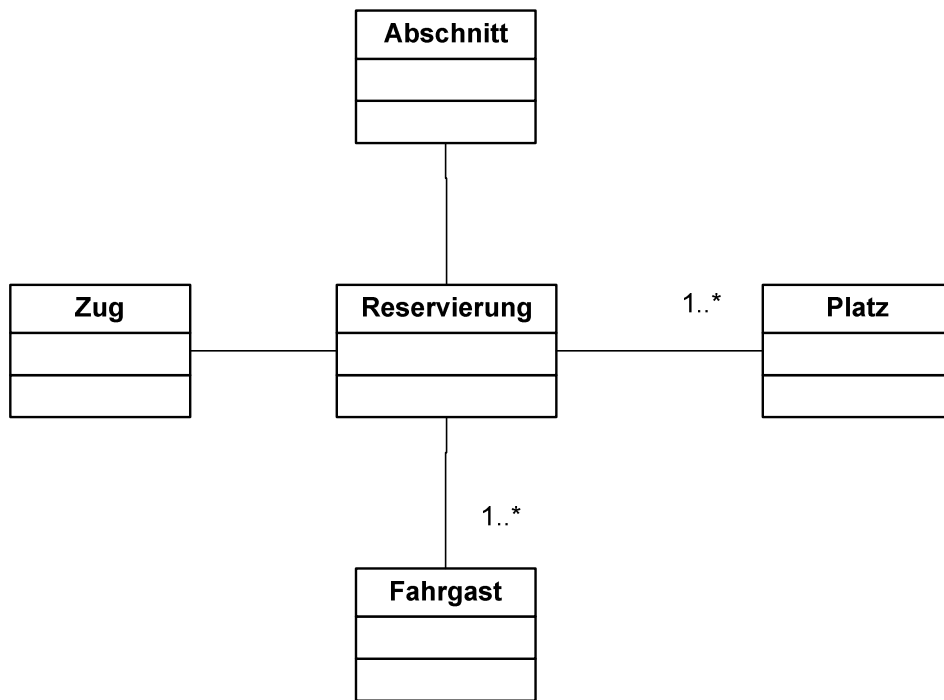 Abschnitt
Zug
Reservierung
1..*
Platz
1..*
Fahrgast